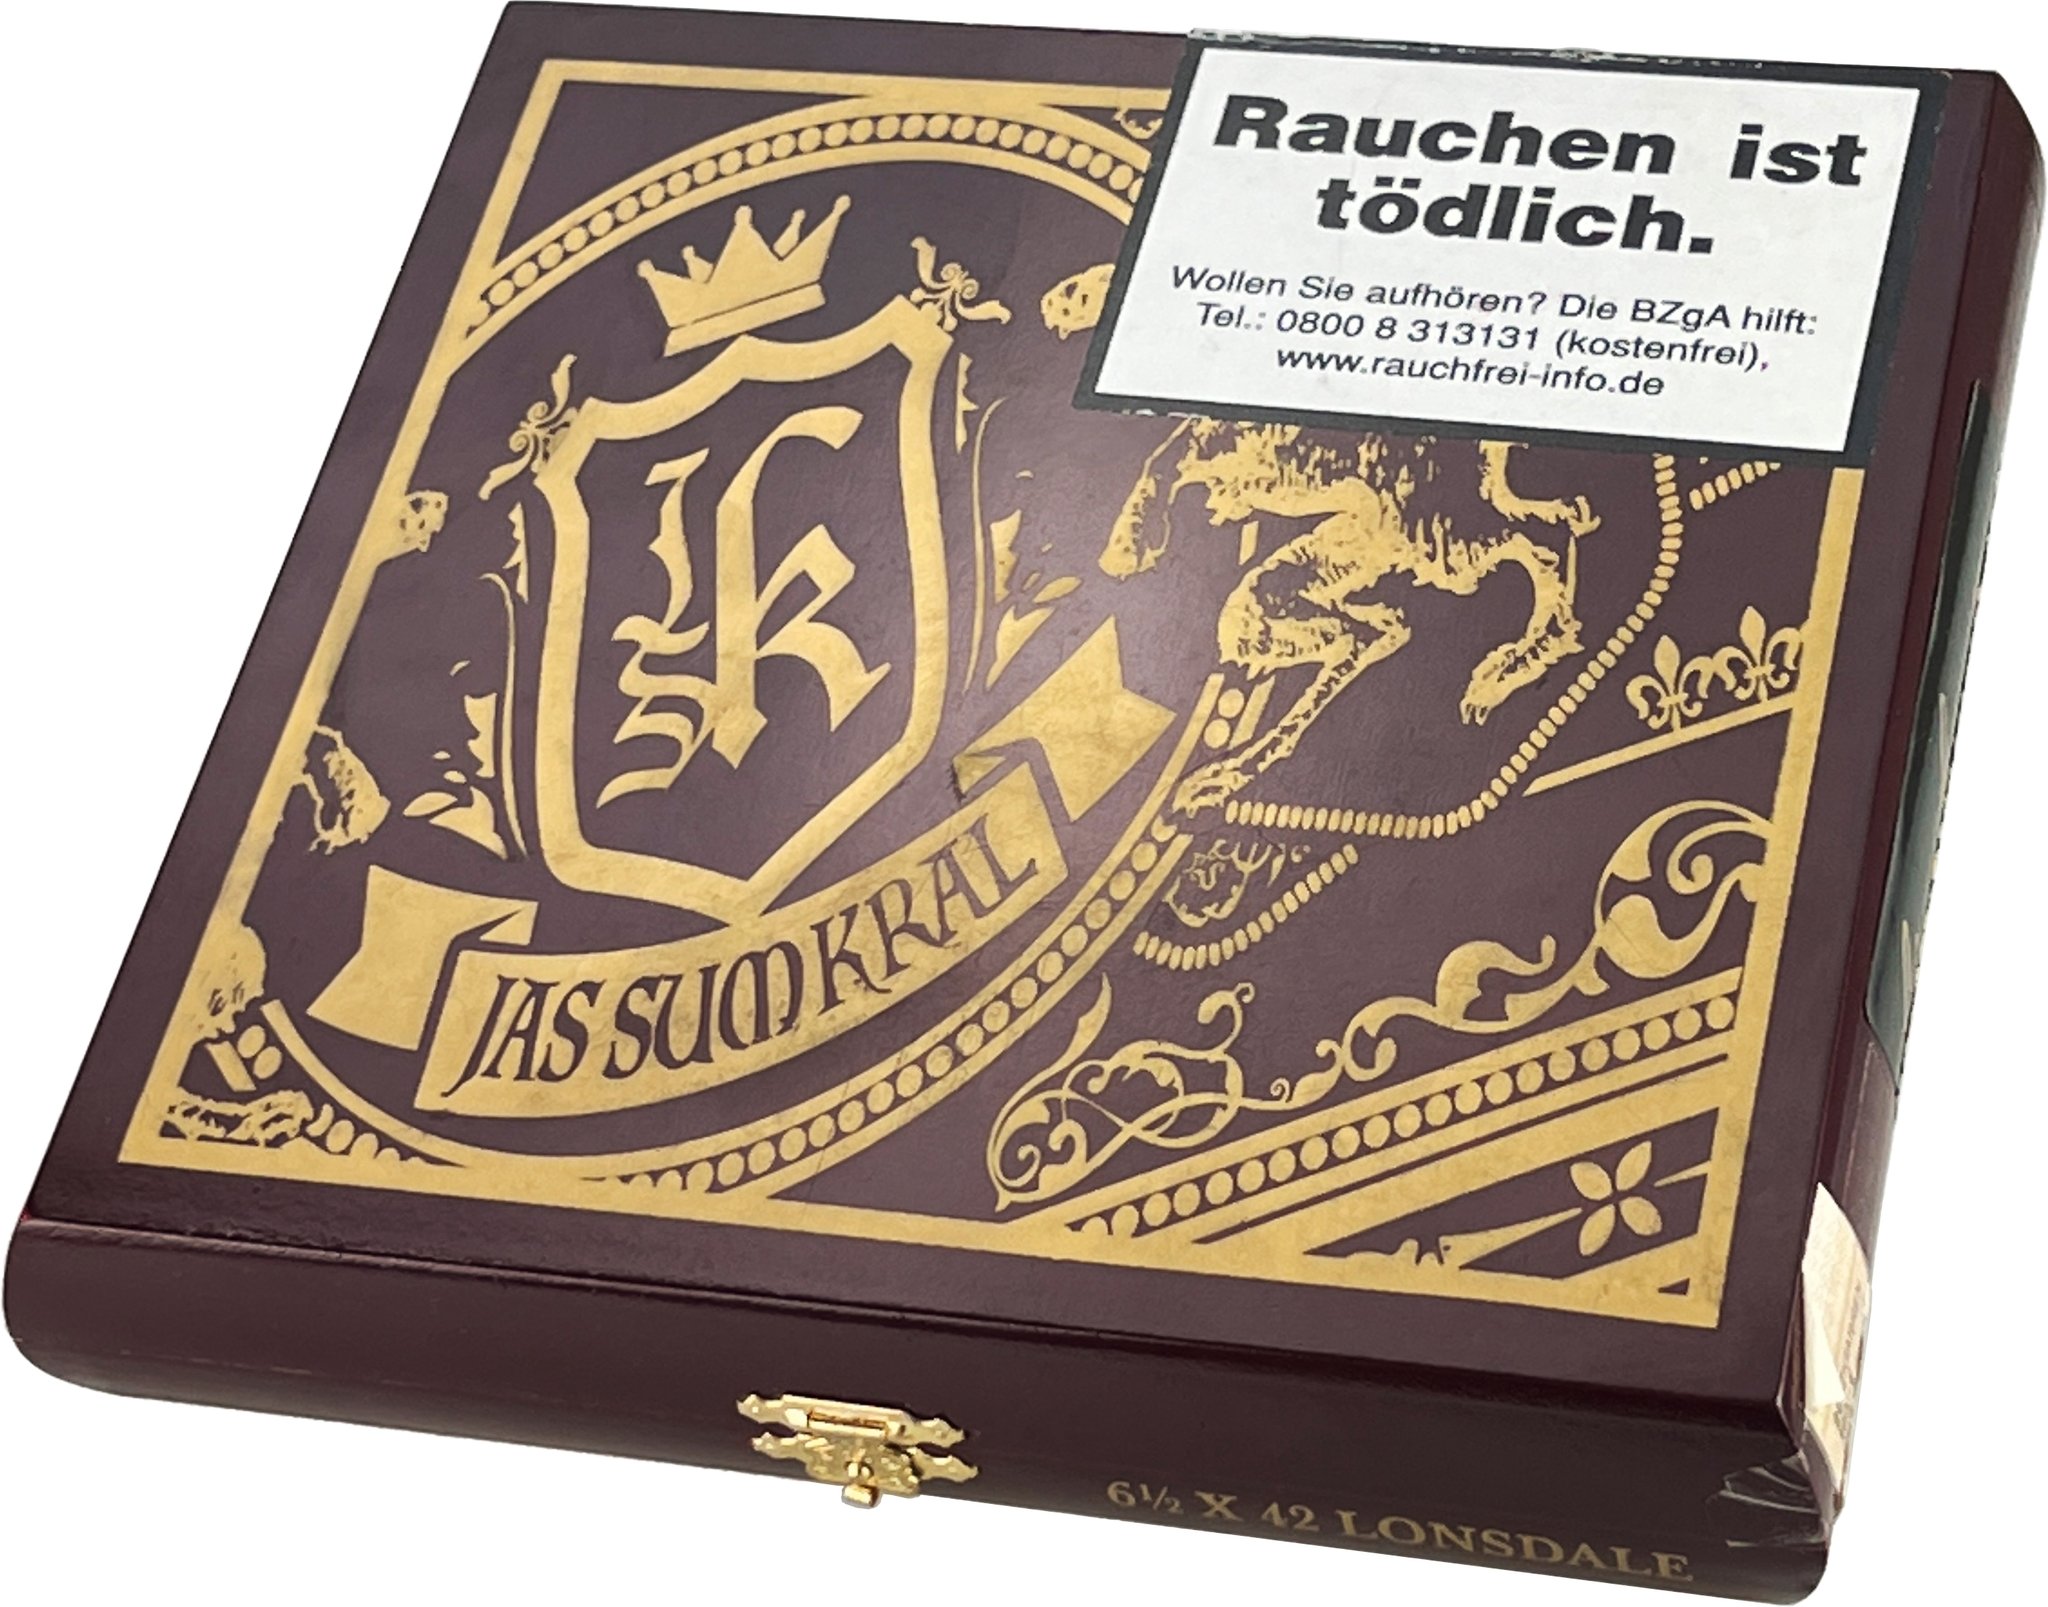 Rauchen ist
tödlich.
Wollen Sie aufhören? Die BZgA hilft:
Tel.: 0800 8 313131 (kostenfrei),
www.rauchfrei-info.de
JSK
JAS SUM KRAL
6½ X 42 LONSDALE